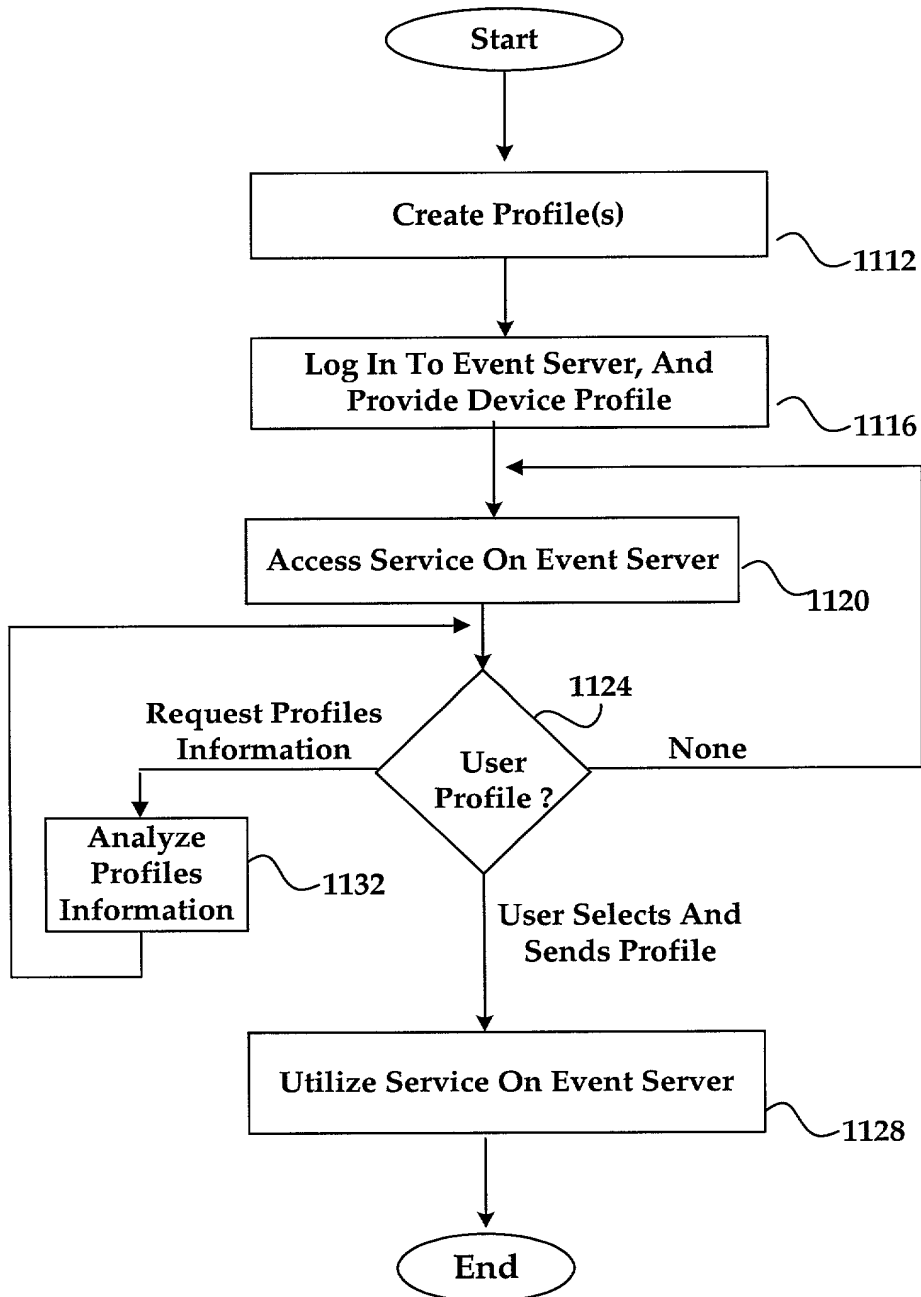 Start
Create Profile(s)
1112
Log In To Event Server, And
Provide Device Profile
1116
Access Service On Event Server
1120
1124
Request Profiles
Information
User
Profile ?
None
Analyze
Profiles
Information
1132
User Selects And
Sends Profile
Utilize Service On Event Server
1128
End